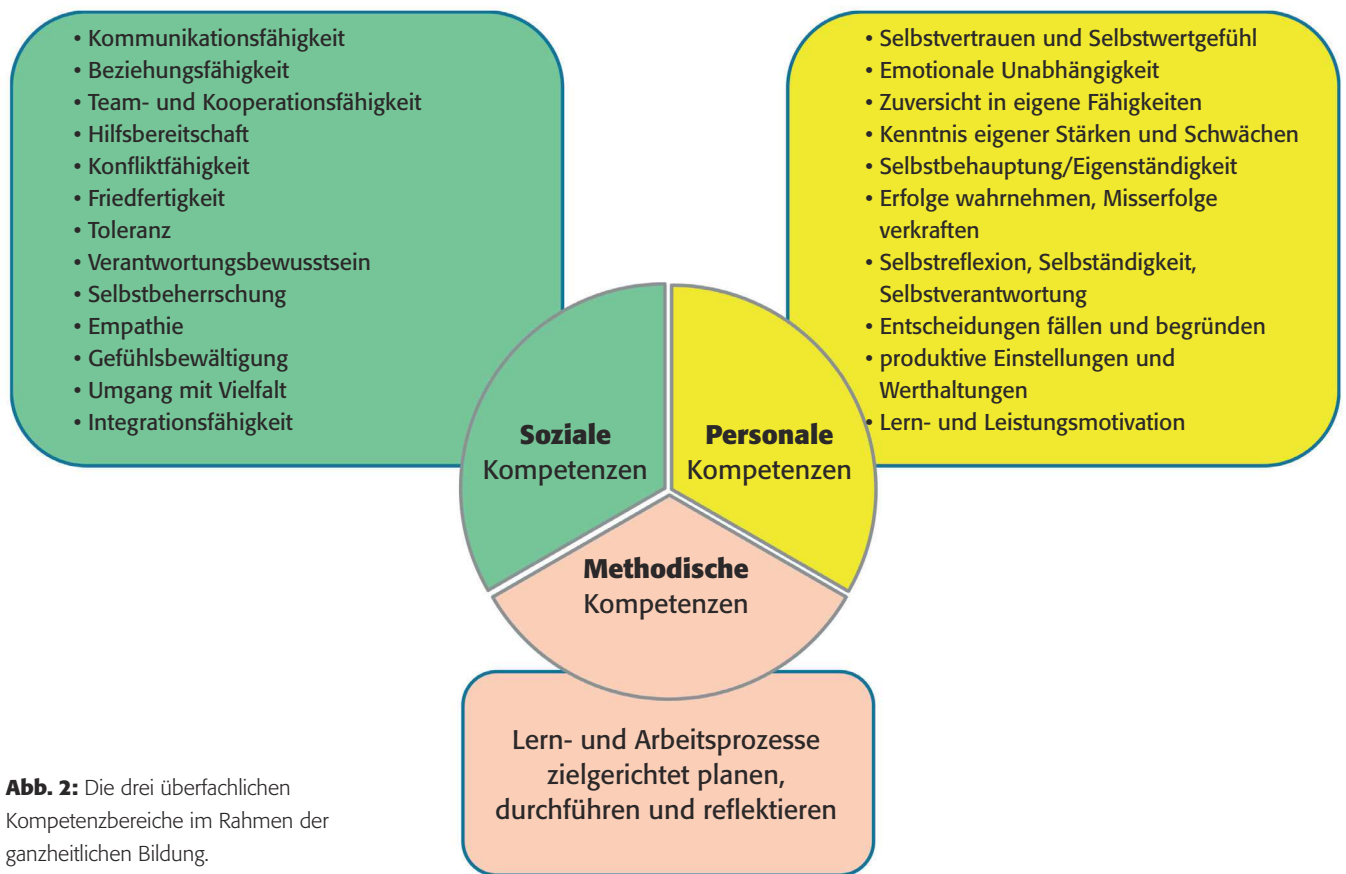 • Kommunikationsfähigkeit
• Beziehungsfähigkeit
• Team- und Kooperationsfähigkeit
• Hilfsbereitschaft
• Konfliktfähigkeit
• Friedfertigkeit
• Toleranz
• Verantwortungsbewusstsein
• Selbstbeherrschung
• Empathie
• Gefühlsbewältigung
• Umgang mit Vielfalt
• Integrationsfähigkeit
• Selbstvertrauen und Selbstwertgefühl
• Emotionale Unabhängigkeit
• Zuversicht in eigene Fähigkeiten
• Kenntnis eigener Stärken und Schwächen
• Selbstbehauptung/Eigenständigkeit
• Erfolge wahrnehmen, Misserfolge
verkraften
• Selbstreflexion, Selbständigkeit,
Selbstverantwortung
• Entscheidungen fällen und begründen
• produktive Einstellungen und
Werthaltungen
• Lern- und Leistungsmotivation
Soziale
Kompetenzen
Personale
Kompetenzen
Methodische
Kompetenzen
Lern- und Arbeitsprozesse
zielgerichtet planen,
durchführen und reflektieren
Abb. 2: Die drei überfachlichen
Kompetenzbereiche im Rahmen der
ganzheitlichen Bildung.